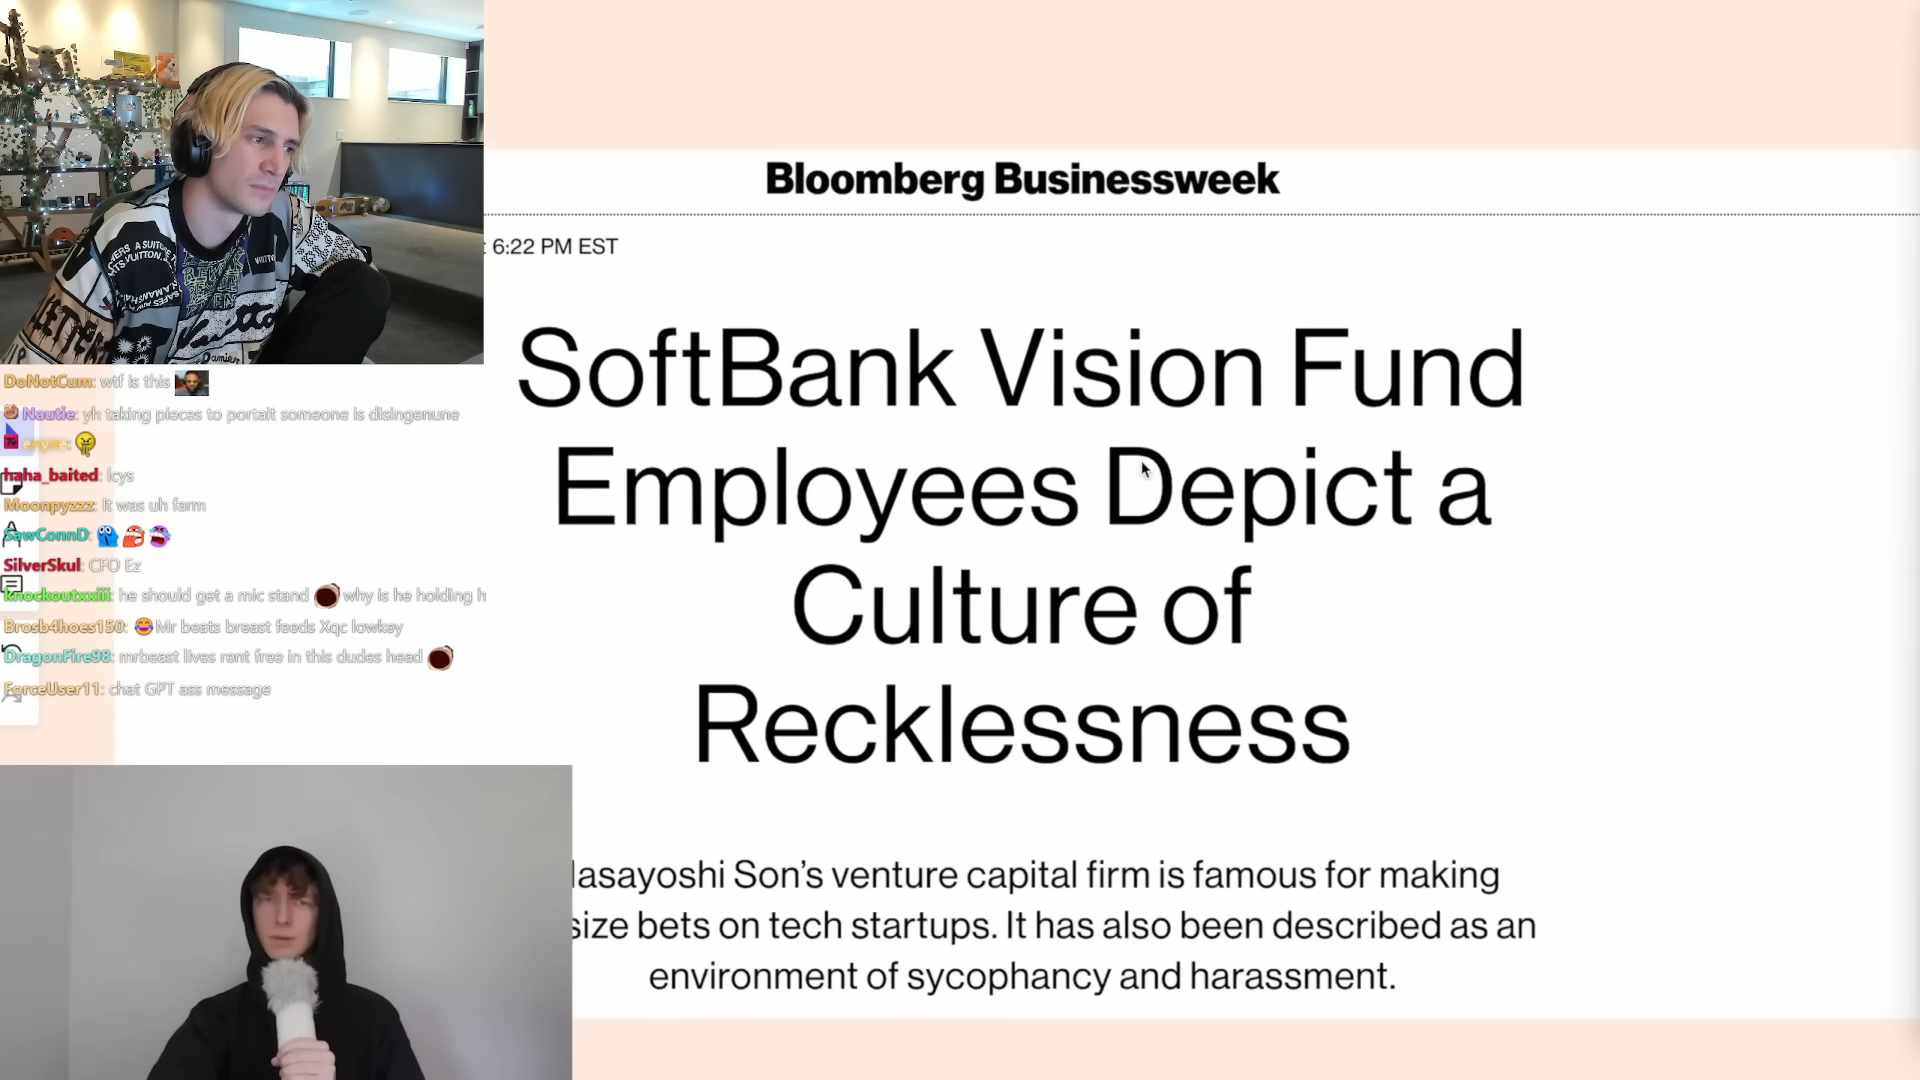 Bloomberg Businessweek
6:22 PM EST
SoftBank Vision Fund
Employees Depict a
Culture of
Recklessness
asayoshi Son's venture capital firm is famous for making
size bets on tech startups. It has also been described as an
environment of sycophancy and harassment.
DoNotCum: wtf is this
Nautie: yh taking pieces to portait someone is disingenune
haha_baited: lcys
Moonpyzzz: It was uh farm
SawConnD:
SilverSkul: CFO Ez
knockoutxxiii: he should get a mic stand why is he holding h
Brosb4hoes150: Mr beats breast feeds Xqc lowkey
DragonFire98: mrbeast lives rent free in this dudes head
ForceUser11: chat GPT ass message